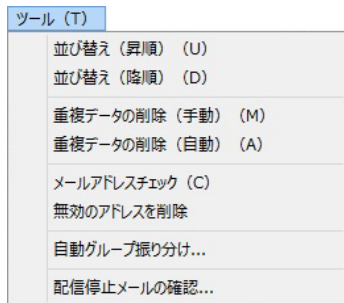 ツール（T）
並び替え（昇順）（U）
並び替え（降順）（D）
重複データの削除（手動）（M）
重複データの削除（自動）（A）
メールアドレスチェック（C）
無効のアドレスを削除
自動グループ振り分け...
配信停止メールの確認...